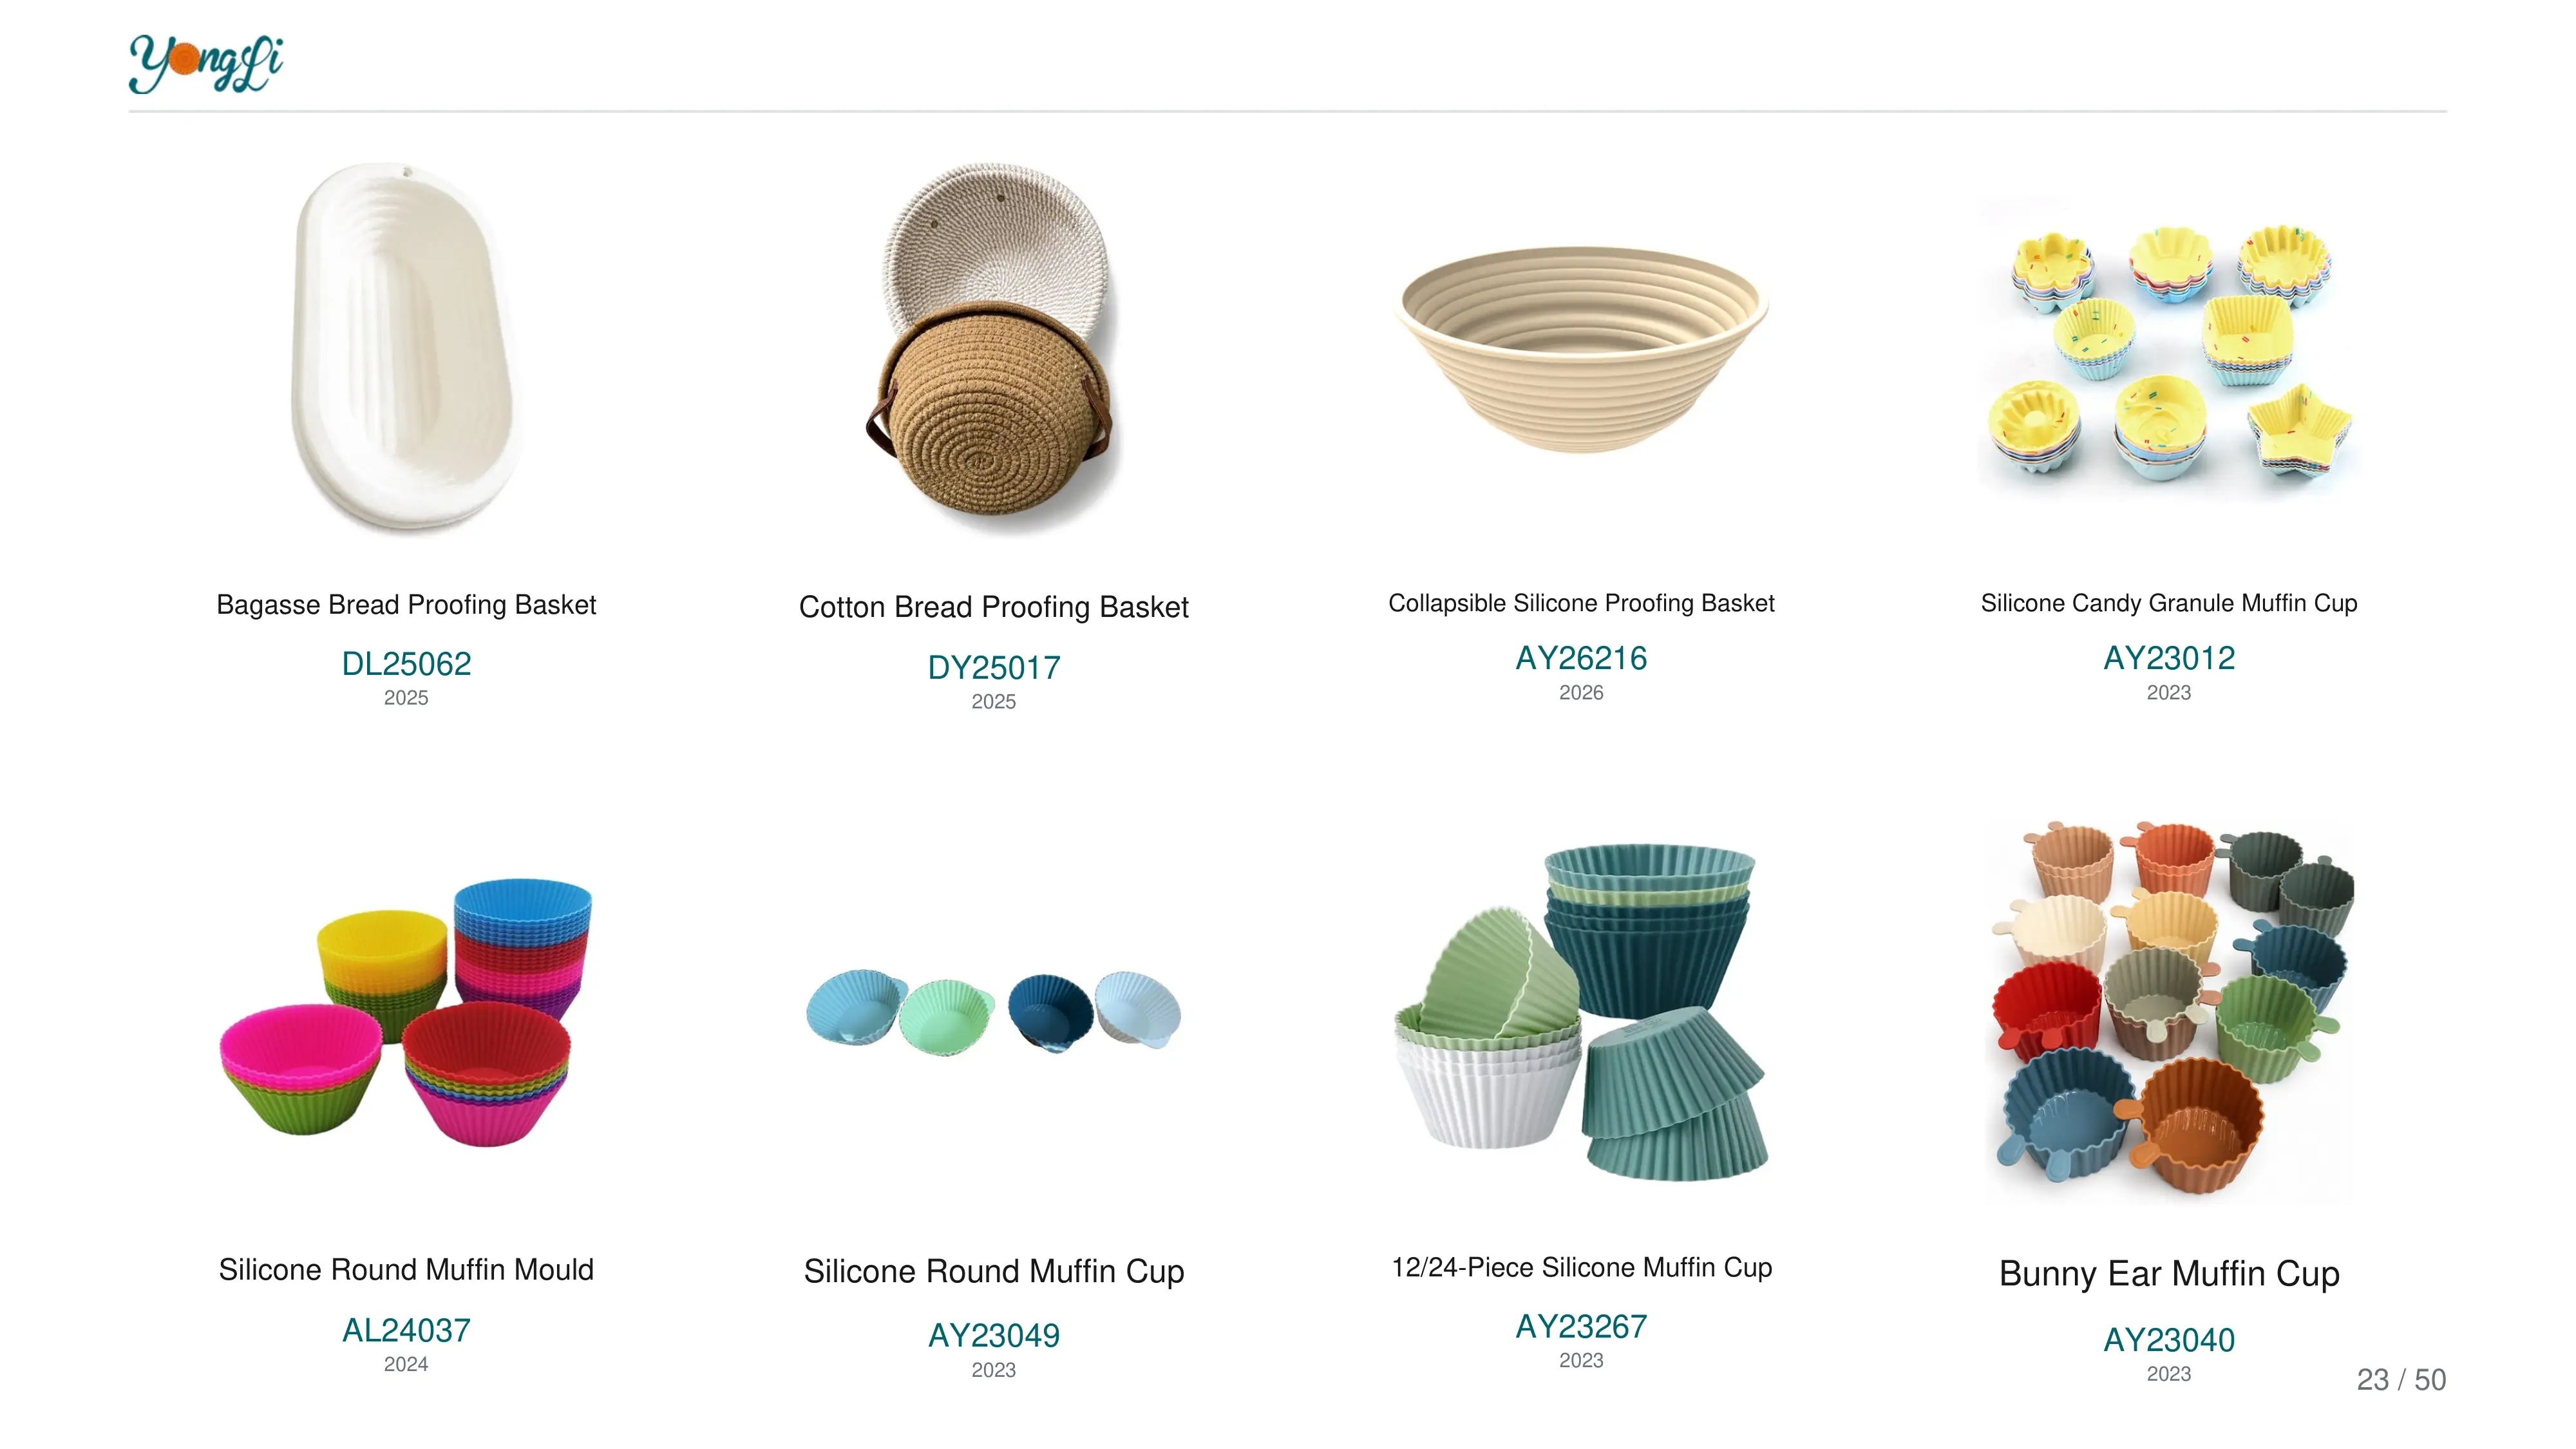 YongLi
Bagasse Bread Proofing Basket
DL25062
2025
Cotton Bread Proofing Basket
DY25017
2025
Collapsible Silicone Proofing Basket
AY26216
2026
Silicone Candy Granule Muffin Cup
AY23012
2023
Silicone Round Muffin Mould
AL24037
2024
Silicone Round Muffin Cup
AY23049
2023
12/24-Piece Silicone Muffin Cup
AY23267
2023
Bunny Ear Muffin Cup
AY23040
2023
23 / 50